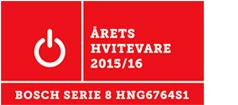 ÅRETS
HVITEVARE
2015/16
BOSCH SERIE 8 HNG6764S1